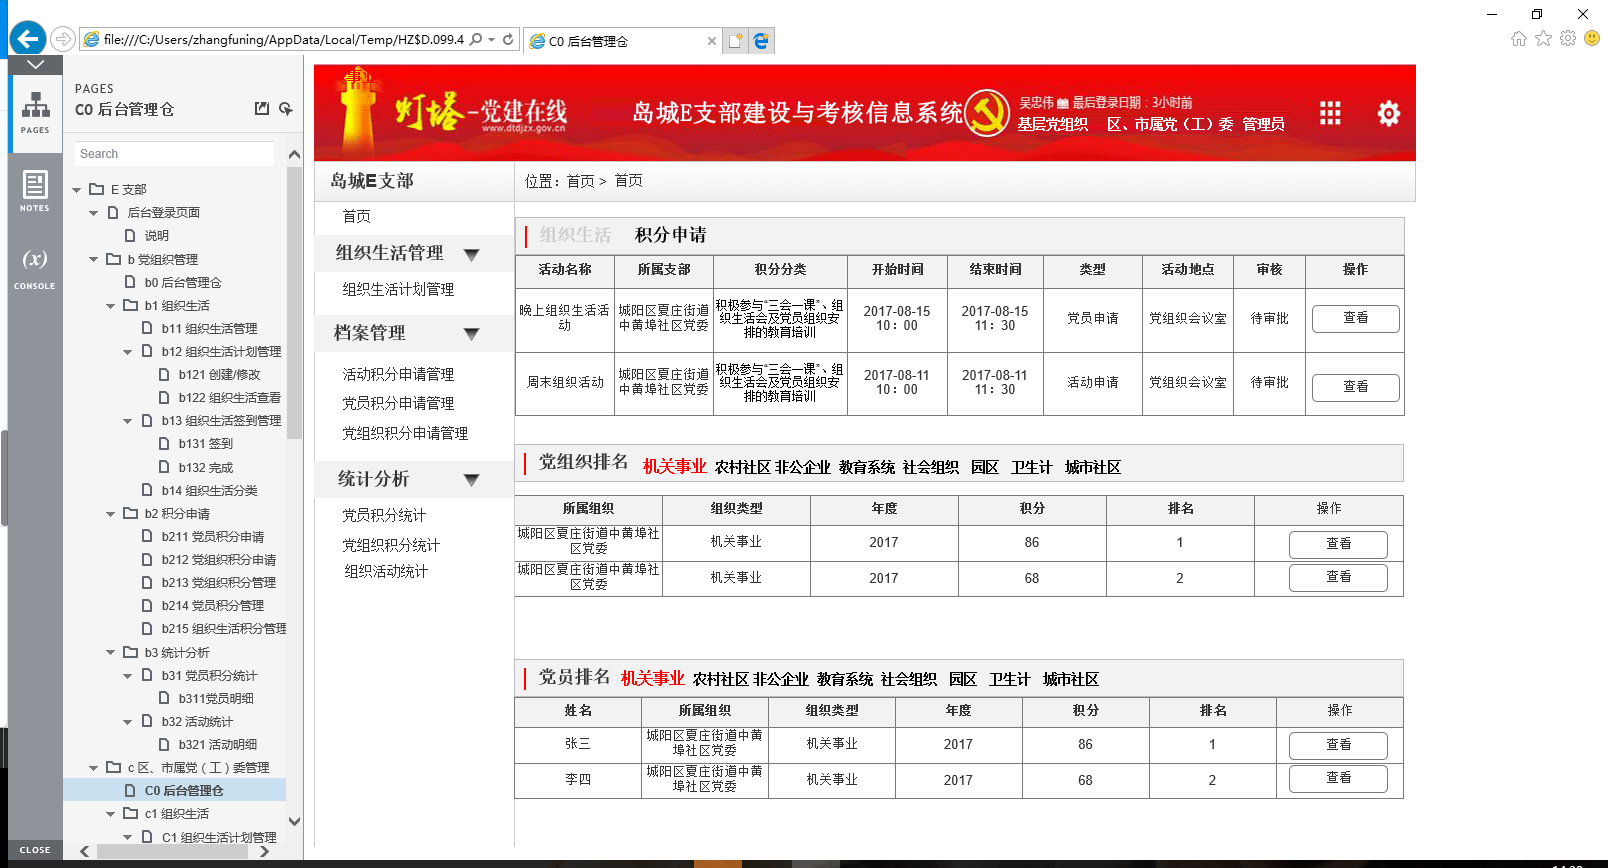 file:///C:/Users/zhangfuning/AppData/Local/Temp/HZ$D.099.4
C0 后台管理仓
PAGES
C0 后台管理仓
PAGES
NOTES
(x)
CONSOLE
CLOSE
Search
E 支部
后台登录页面
说明
b 党组织管理
b0 后台管理仓
b1 组织生活
b11 组织生活管理
b12 组织生活计划管理
b121 创建/修改
b122 组织生活查看
b13 组织生活签到管理
b131 签到
b132 完成
b14 组织生活分类
b2 积分申请
b211 党员积分申请
b212 党组织积分申请
b213 党组织积分管理
b214 党员积分管理
b215 组织生活积分管理
b3 统计分析
b31 党员积分统计
b311党员明细
b32 活动统计
b321 活动明细
c 区、市属党（工）委管理
C0 后台管理仓
c1 组织生活
C1 组织生活计划管理
灯塔-党建在线
www.dtdjzx.gov.cn
岛城E支部建设与考核信息系统
吴忠伟 最后登录日期：3小时前
基层党组织 区、市属党（工）委 管理员
岛城E支部
首页
组织生活管理
组织生活计划管理
档案管理
活动积分申请管理
党员积分申请管理
党组织积分申请管理
统计分析
党员积分统计
党组织积分统计
组织活动统计
位置：首页 > 首页
组织生活 积分申请
活动名称 所属支部 积分分类 开始时间 结束时间 类型 活动地点 审核 操作
晚上组织生活活动 城阳区夏庄街道中黄埠社区党委 积极参与“三会一课”、组织生活会及党员组织安排的教育培训 2017-08-15 10：00 2017-08-15 11：30 党员申请 党组织会议室 待审批 查看
周末组织活动 城阳区夏庄街道中黄埠社区党委 积极参与“三会一课”、组织生活会及党员组织安排的教育培训 2017-08-11 10：00 2017-08-11 11：30 活动申请 党组织会议室 待审批 查看
党组织排名 机关事业 农村社区 非公企业 教育系统 社会组织 园区 卫生计 城市社区
所属组织 组织类型 年度 积分 排名 操作
城阳区夏庄街道中黄埠社区党委 机关事业 2017 86 1 查看
城阳区夏庄街道中黄埠社区党委 机关事业 2017 68 2 查看
党员排名 机关事业 农村社区 非公企业 教育系统 社会组织 园区 卫生计 城市社区
姓名 所属组织 组织类型 年度 积分 排名 操作
张三 城阳区夏庄街道中黄埠社区党委 机关事业 2017 86 1 查看
李四 城阳区夏庄街道中黄埠社区党委 机关事业 2017 68 2 查看